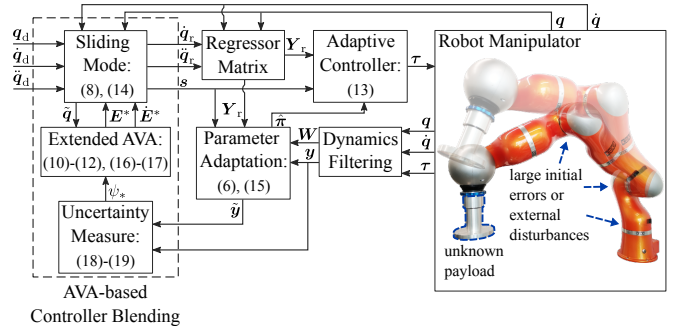 q q̇
q_d
q̇_d
q̈_d
Sliding
Mode:
(8), (14)
q̇_r
q̈_r
s
Regressor
Matrix
Y_r
Adaptive
Controller:
(13)
τ
Robot Manipulator
q̃ E* Ė*
Y_r
π̂
Extended AVA:
(10)-(12), (16)-(17)
Parameter
Adaptation:
(6), (15)
W
y
Dynamics
Filtering
q
q̇
τ
large initial
errors or
external
disturbances
unknown
payload
ψ_*
ỹ
Uncertainty
Measure:
(18)-(19)
AVA-based
Controller Blending